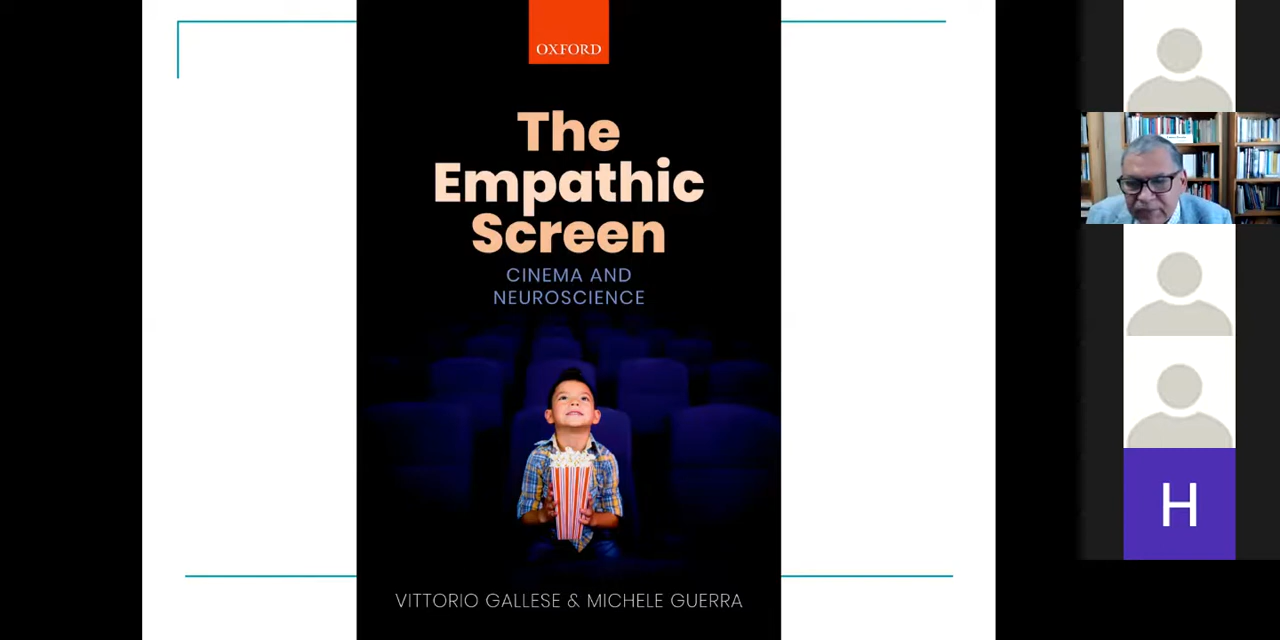 OXFORD
The
Empathic
Screen
CINEMA AND
NEUROSCIENCE
VITTORIO GALLESE & MICHELE GUERRA
H